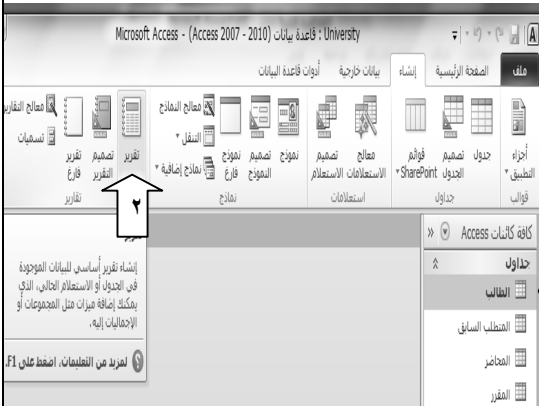 University : قاعدة بيانات (Access 2007 - 2010) - Microsoft Access
ملف
الصفحة الرئيسية
إنشاء
بيانات خارجية
أدوات قاعدة البيانات
أجزاء التطبيق
جدول
تصميم الجدول
قوائم SharePoint
معالج الاستعلامات
تصميم الاستعلام
نموذج
تصميم النموذج
نموذج فارغ
معالج النماذج
التنقل
نماذج إضافية
تقرير
تصميم التقرير
تقرير فارغ
معالج التقارير
تسميات
قوالب
جداول
استعلامات
نماذج
تقارير
٢
إنشاء تقرير أساسي للبيانات الموجودة
في الجدول أو الاستعلام الحالي، الذي
يمكنك إضافة ميزات مثل المجموعات أو
الإجماليات إليه.
لمزيد من التعليمات، اضغط على F1.
كافة كائنات Access
جداول
الطالب
المتطلب السابق
المحاضر
المقرر